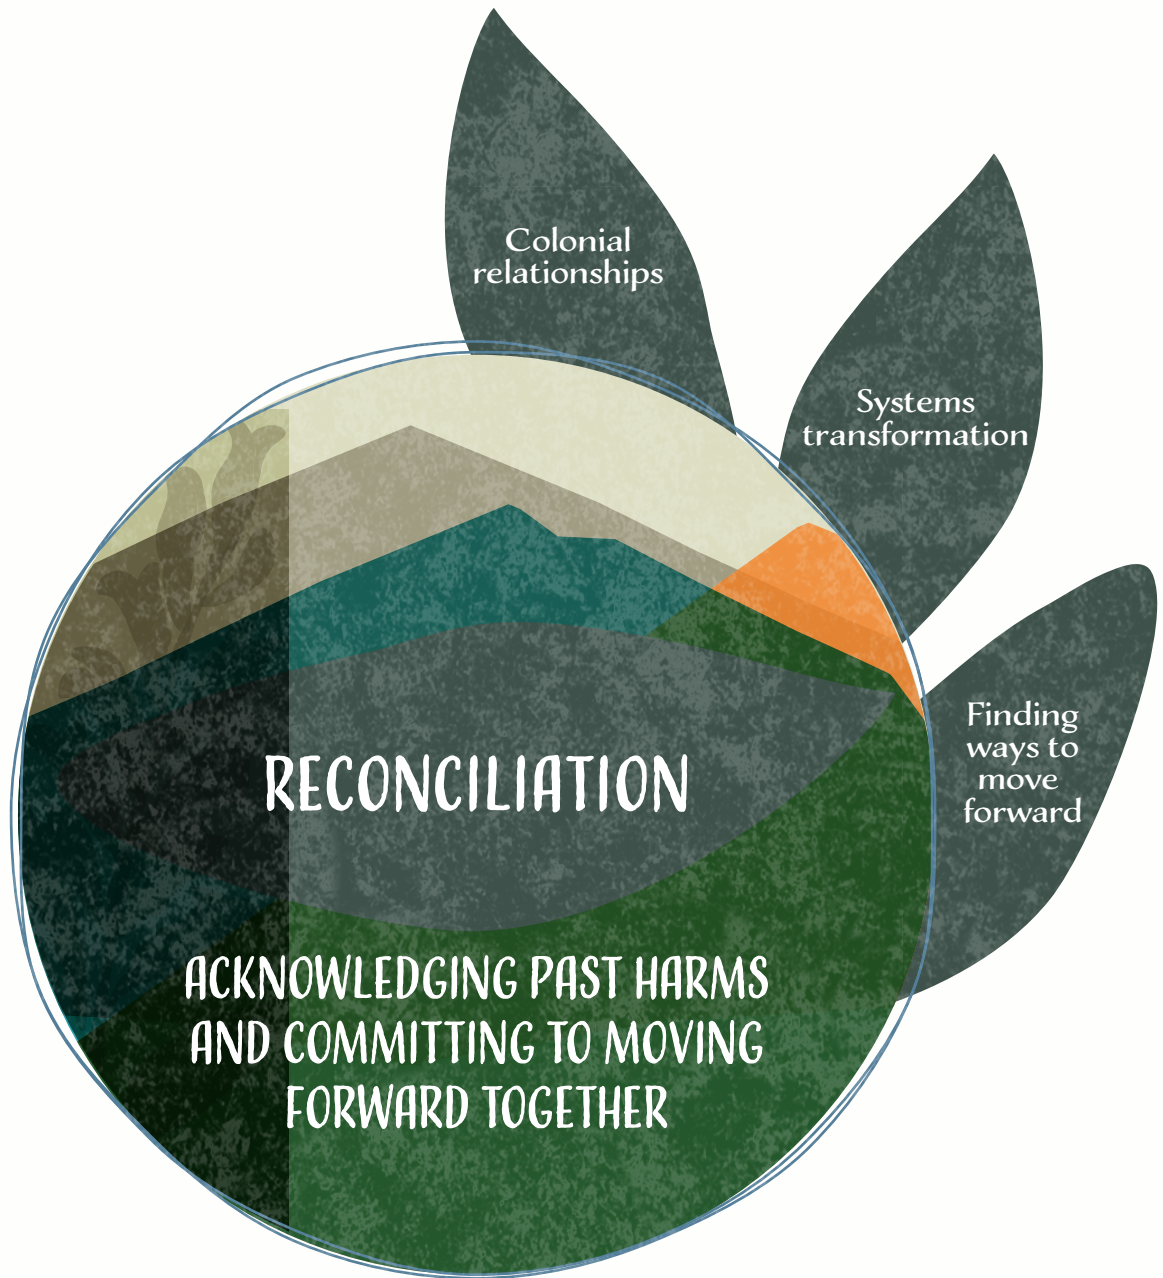 Colonial
relationships
Systems
transformation
Finding
ways to
move
forward
RECONCILIATION
ACKNOWLEDGING PAST HARMS
AND COMMITTING TO MOVING
FORWARD TOGETHER